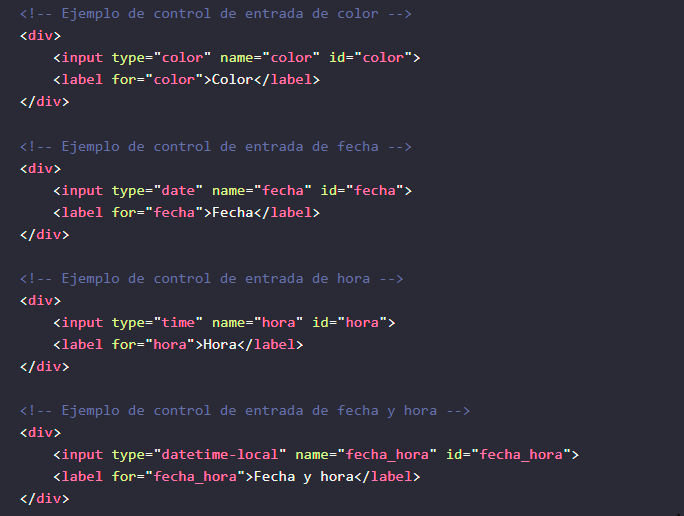 <!-- Ejemplo de control de entrada de color -->
<div>
    <input type="color" name="color" id="color">
    <label for="color">Color</label>
</div>

<!-- Ejemplo de control de entrada de fecha -->
<div>
    <input type="date" name="fecha" id="fecha">
    <label for="fecha">Fecha</label>
</div>

<!-- Ejemplo de control de entrada de hora -->
<div>
    <input type="time" name="hora" id="hora">
    <label for="hora">Hora</label>
</div>

<!-- Ejemplo de control de entrada de fecha y hora -->
<div>
    <input type="datetime-local" name="fecha_hora" id="fecha_hora">
    <label for="fecha_hora">Fecha y hora</label>
</div>